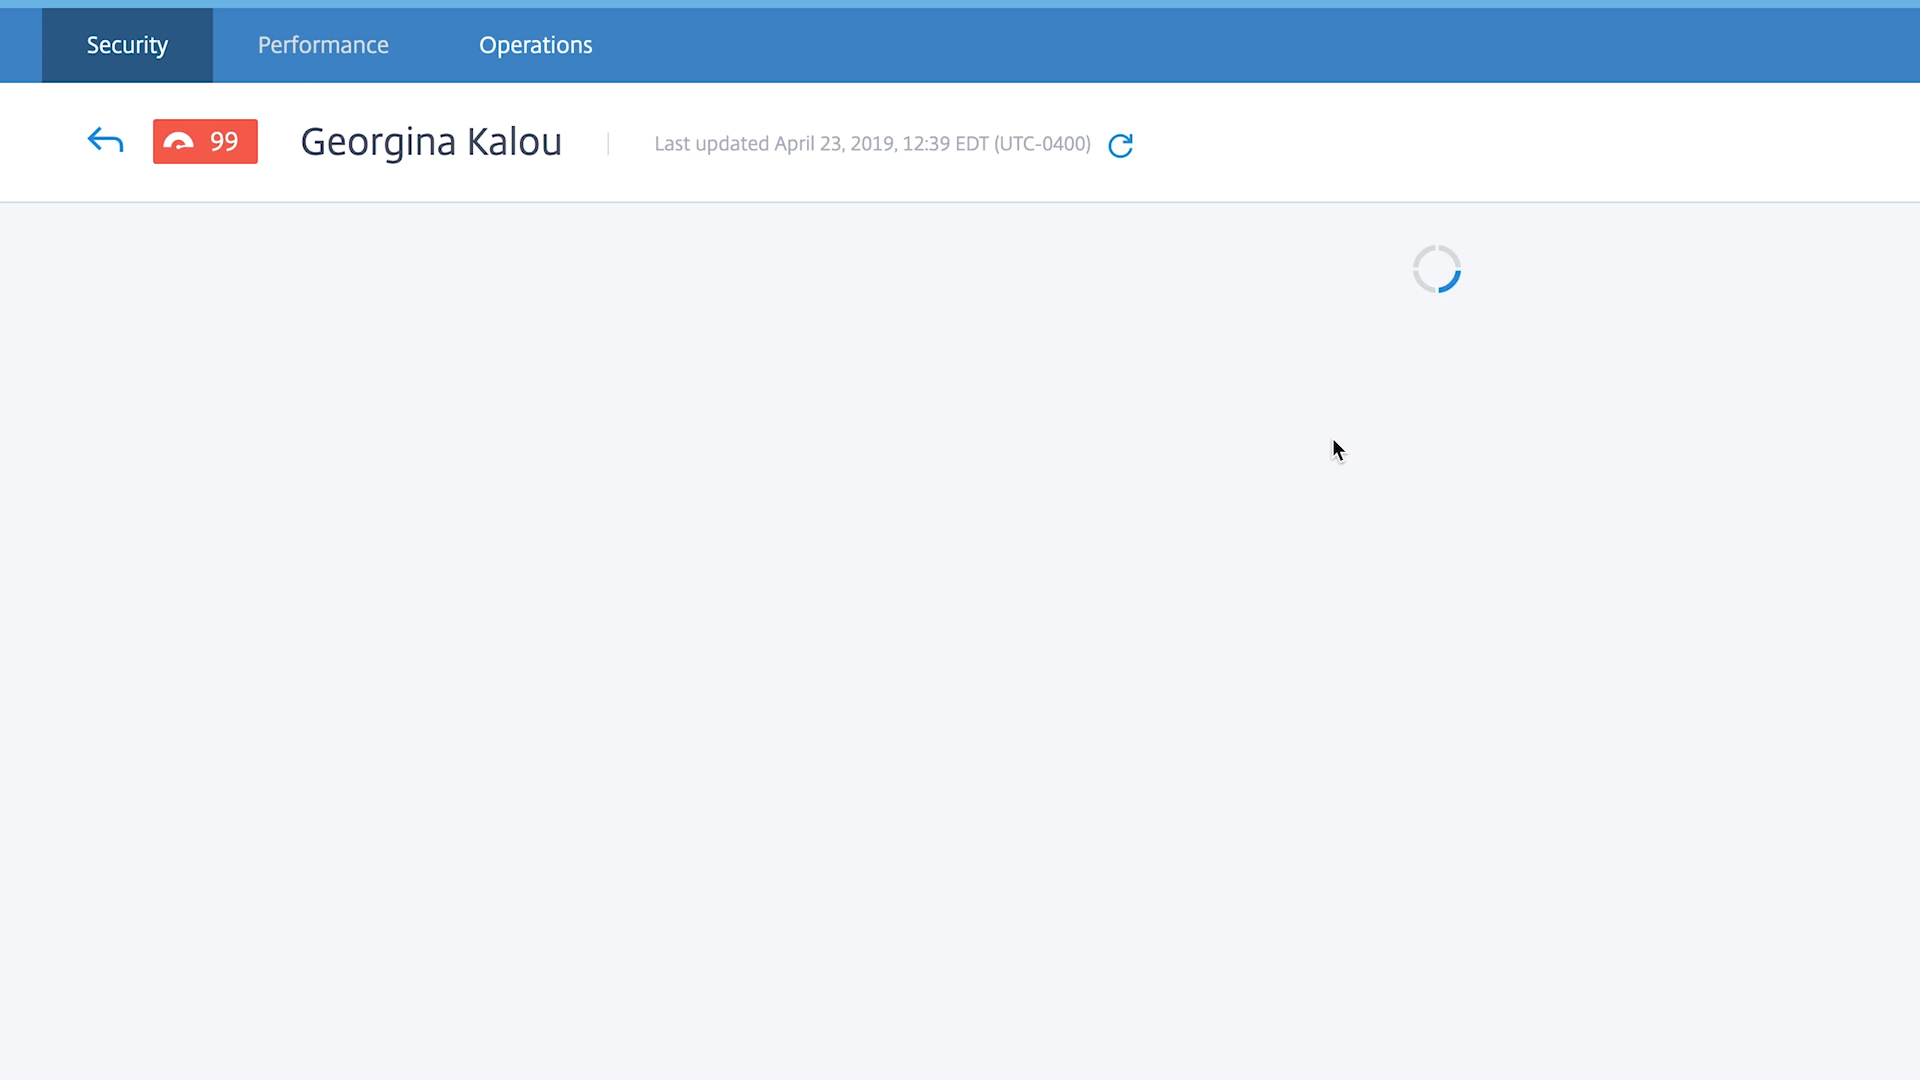 Security Performance Operations
99 Georgina Kalou Last updated April 23, 2019, 12:39 EDT (UTC-0400)